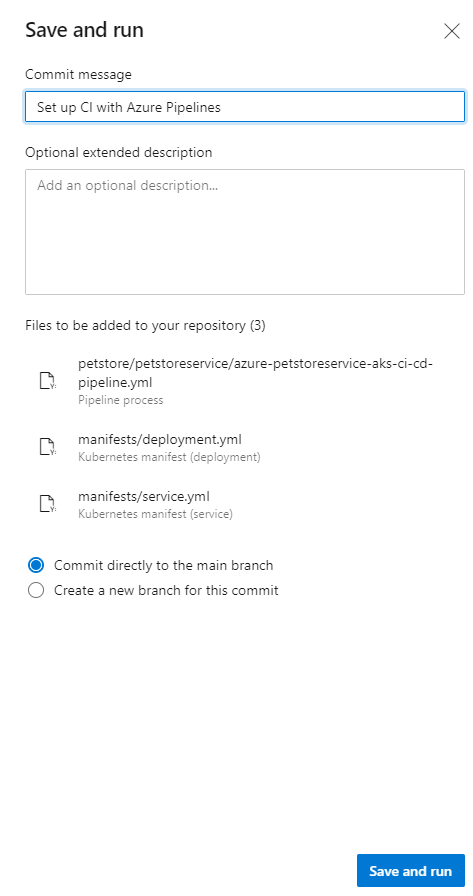 Save and run
Commit message
Set up CI with Azure Pipelines
Optional extended description
Add an optional description...
Files to be added to your repository (3)
petstore/petstoreservice/azure-petstoreservice-aks-ci-cd-
pipeline.yml
Pipeline process
manifests/deployment.yml
Kubernetes manifest (deployment)
manifests/service.yml
Kubernetes manifest (service)
Commit directly to the main branch
Create a new branch for this commit
Save and run